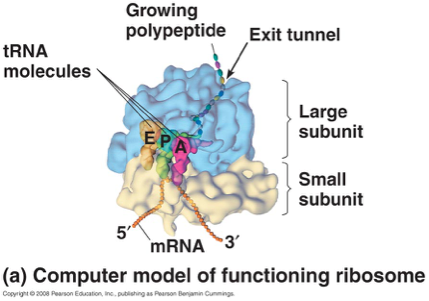 Growing
polypeptide
Exit tunnel
tRNA
molecules
E P A
Large
subunit
Small
subunit
5′
mRNA
3′
(a) Computer model of functioning ribosome
Copyright © 2008 Pearson Education, Inc., publishing as Pearson Benjamin Cummings.